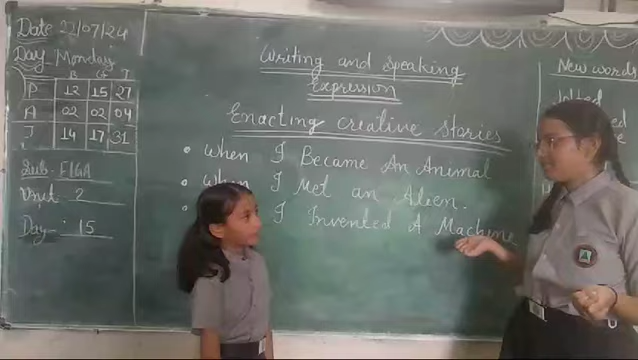 Date 22/07/24
Day Monday
B G T
P 12 15 27
A 02 02 04
T 14 17 31
Sub. ELGA
Unit 2
Day- 15
Writing and Speaking
Expression
Enacting creative Stories
• When I Became An Animal
• When I Met an Alien.
• I Invented A Machine
New words
Jolted